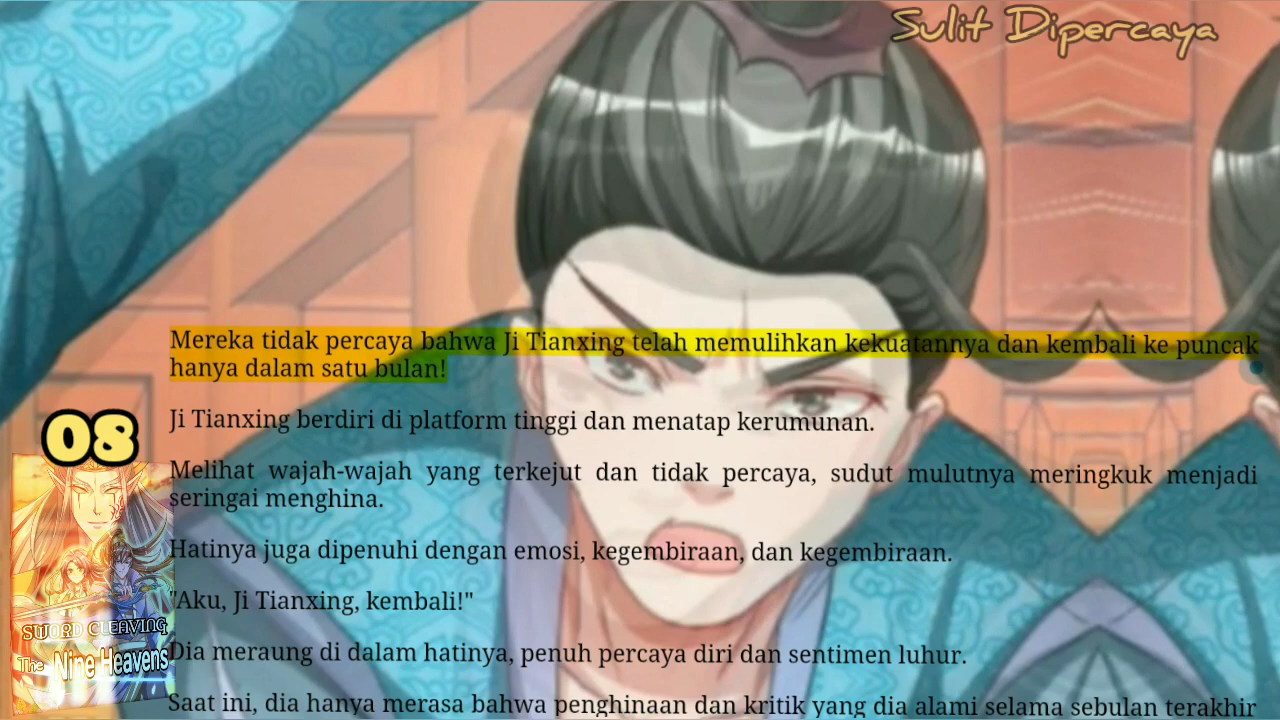 Sulit Dipercaya
Mereka tidak percaya bahwa Ji Tianxing telah memulihkan kekuatannya dan kembali ke puncak
hanya dalam satu bulan!
Ji Tianxing berdiri di platform tinggi dan menatap kerumunan.
Melihat wajah-wajah yang terkejut dan tidak percaya, sudut mulutnya meringkuk menjadi
seringai menghina.
Hatinya juga dipenuhi dengan emosi, kegembiraan, dan kegembiraan.
"Aku, Ji Tianxing, kembali!"
Dia meraung di dalam hatinya, penuh percaya diri dan sentimen luhur.
Saat ini, dia hanya merasa bahwa penghinaan dan kritik yang dia alami selama sebulan terakhir
08
SWORD CLEAVING
The Nine Heavens